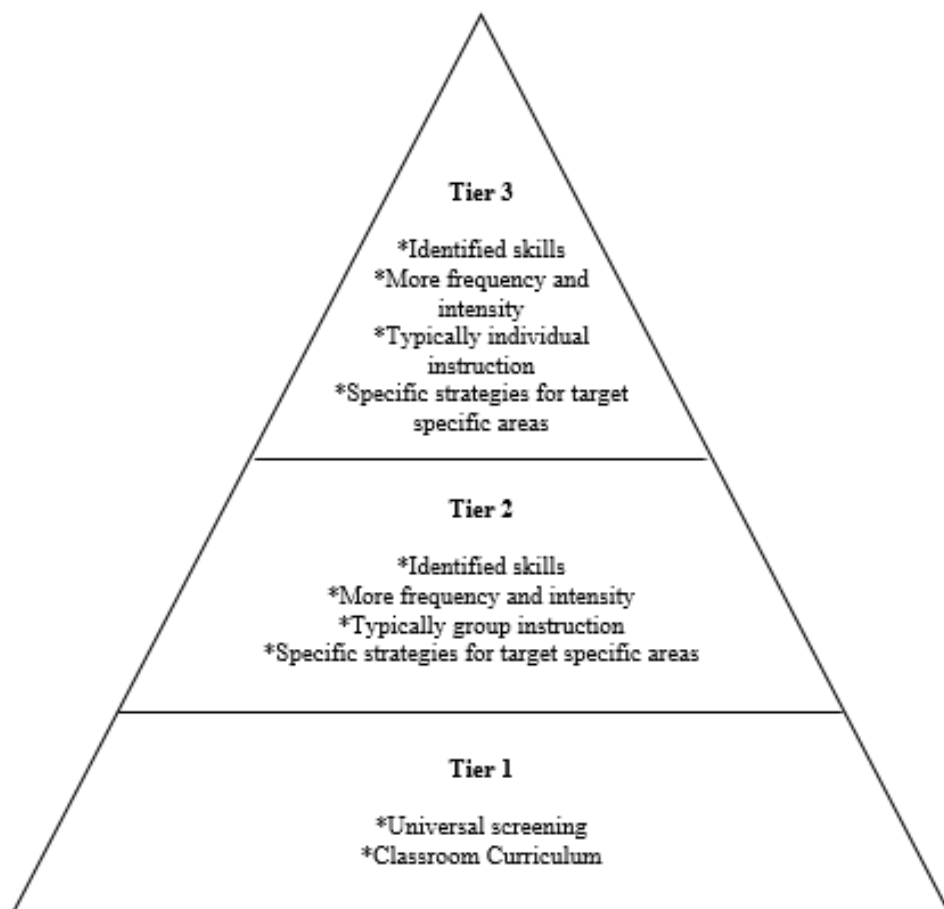 Tier 3
*Identified skills
*More frequency and
intensity
*Typically individual
instruction
*Specific strategies for target
specific areas
Tier 2
*Identified skills
*More frequency and intensity
*Typically group instruction
*Specific strategies for target specific areas
Tier 1
*Universal screening
*Classroom Curriculum